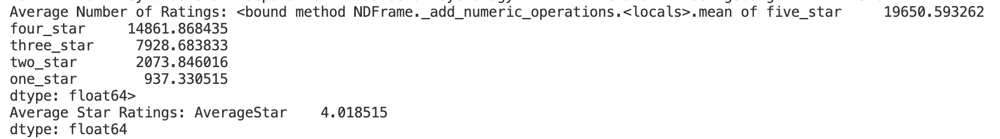 Average Number of Ratings: <bound method NDFrame._add_numeric_operations.<locals>.mean of five_star     19650.593262
four_star     14861.868435
three_star     7928.683833
two_star       2073.846016
one_star        937.330515
dtype: float64>
Average Star Ratings: AverageStar    4.018515
dtype: float64